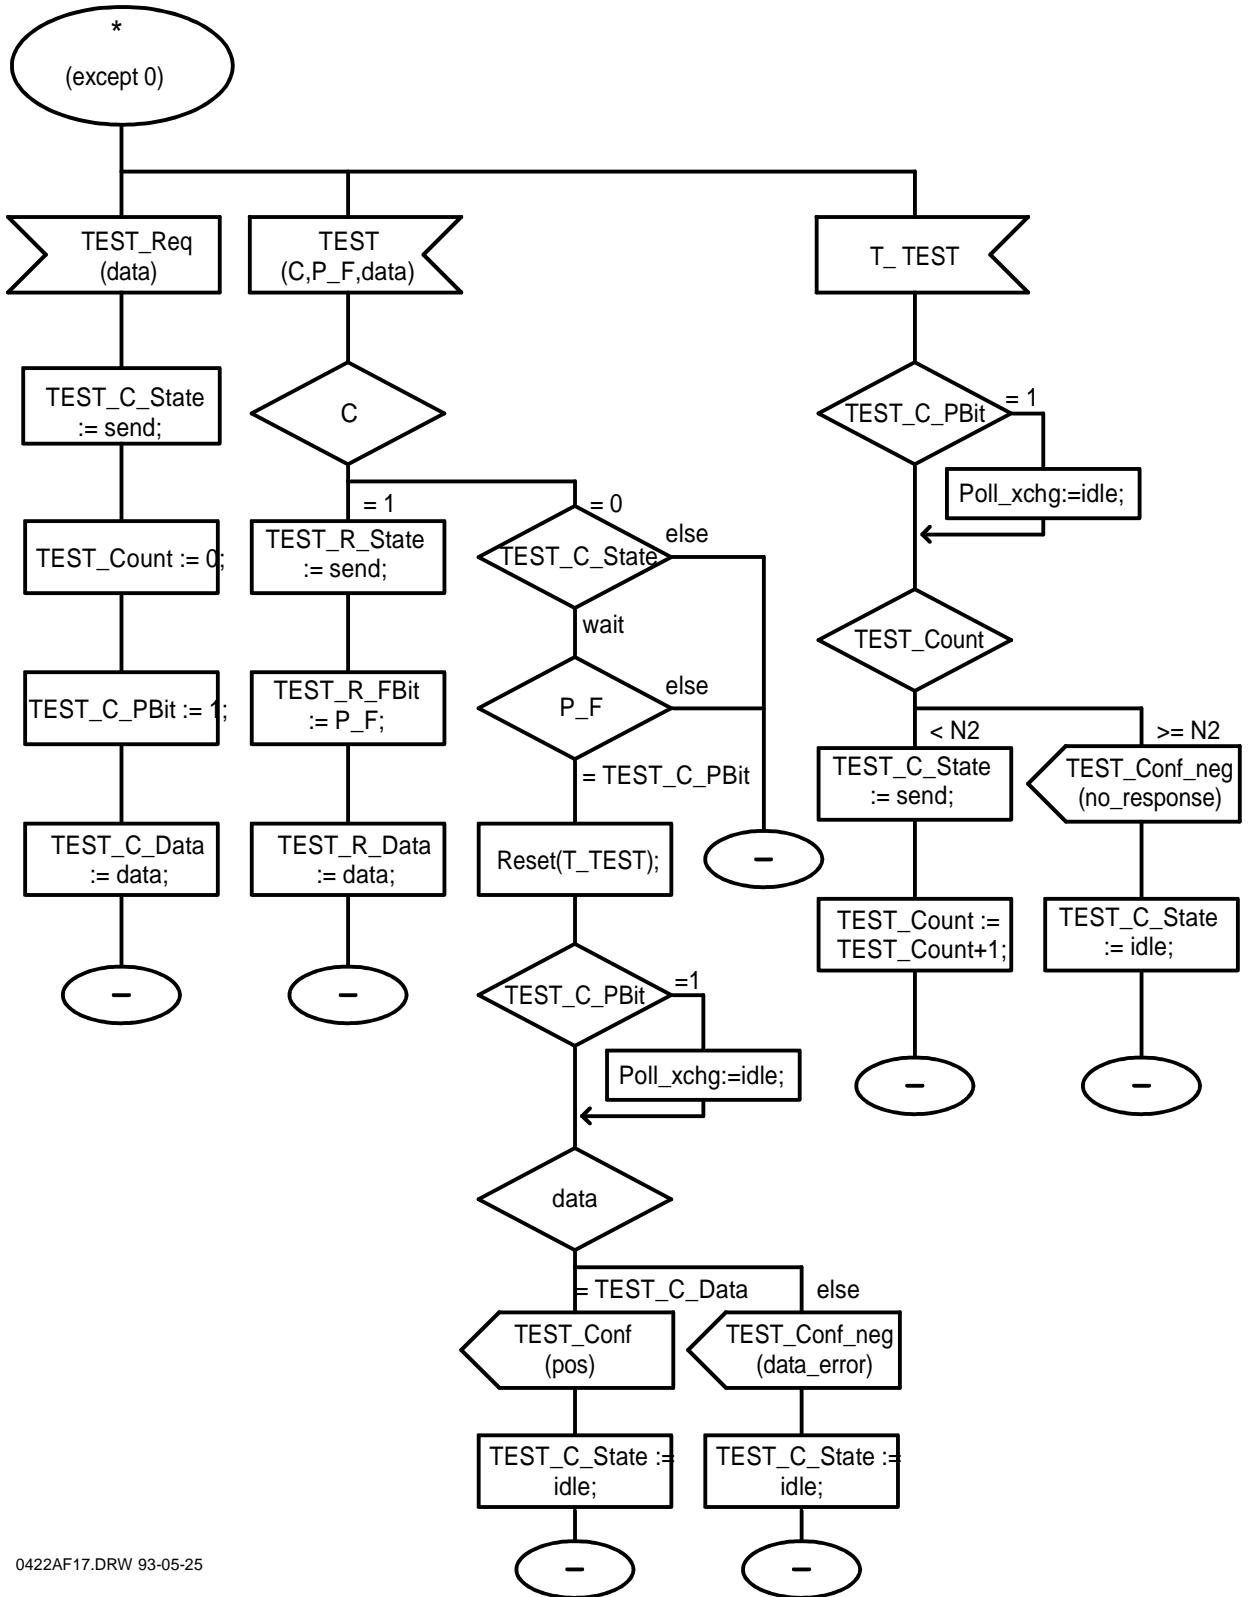 *
(except 0)
TEST_Req
(data)
TEST
(C,P_F,data)
T_ TEST
TEST_C_State
:= send;
C
TEST_C_PBit
= 1
Poll_xchg:=idle;
TEST_Count := 0;
= 1
TEST_R_State
:= send;
= 0
TEST_C_State
else
wait
TEST_Count
TEST_C_PBit := 1;
TEST_R_FBit
:= P_F;
P_F
else
= TEST_C_PBit
< N2
TEST_C_State
:= send;
>= N2
TEST_Conf_neg
(no_response)
TEST_C_Data
:= data;
TEST_R_Data
:= data;
Reset(T_TEST);
–
TEST_Count :=
TEST_Count+1;
TEST_C_State
:= idle;
–
–
TEST_C_PBit
=1
Poll_xchg:=idle;
–
–
data
= TEST_C_Data
else
TEST_Conf
(pos)
TEST_Conf_neg
(data_error)
TEST_C_State :=
idle;
TEST_C_State :=
idle;
–
–
0422AF17.DRW 93-05-25